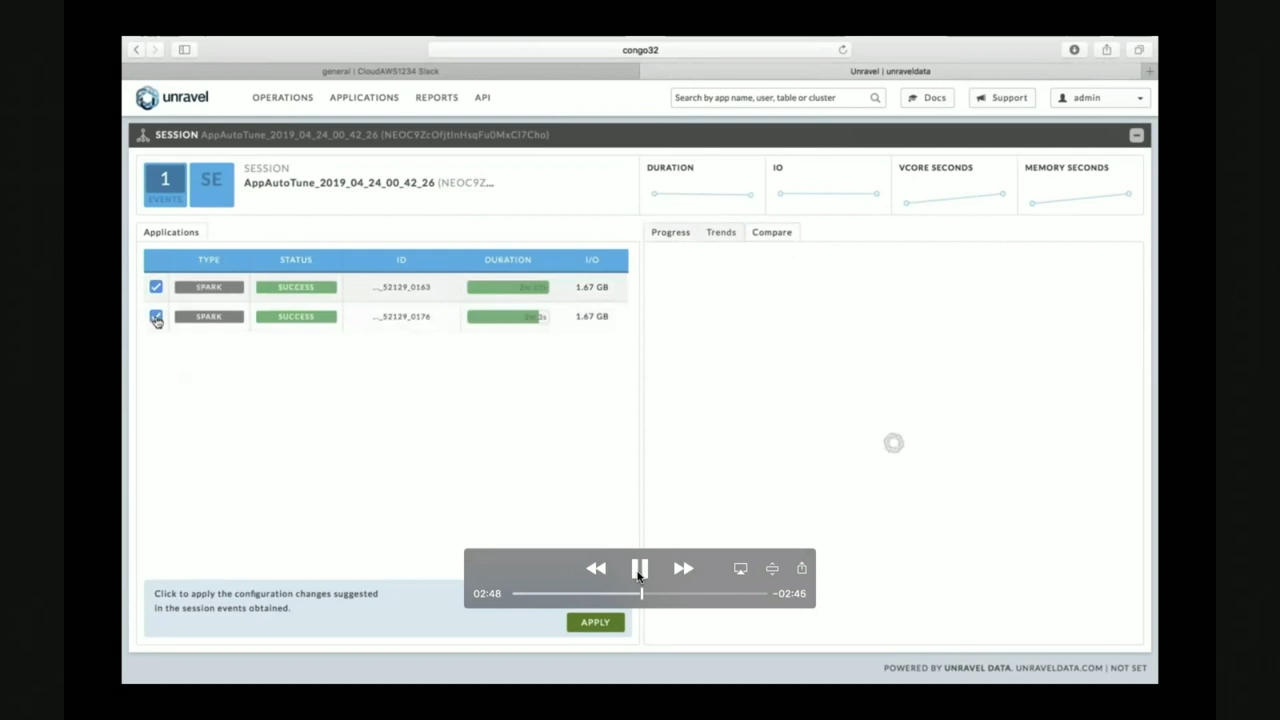 congo32
general | CloudAWS1234 Slack
Unravel | unraveldata
unravel
OPERATIONS APPLICATIONS REPORTS API
Search by app name, user, table or cluster
Docs
Support
admin
SESSION AppAutoTune_2019_04_24_00_42_26
1
EVENTS
SE
SESSION
AppAutoTune_2019_04_24_00_42_26 (NEOC9Z...
DURATION
IO
VCORE SECONDS
MEMORY SECONDS
Applications
Progress Trends Compare
TYPE STATUS ID DURATION I/O
SPARK SUCCESS ..._52129_0163 1.67 GB
SPARK SUCCESS ..._52129_0176 1.67 GB
Click to apply the configuration changes suggested
in the session events obtained.
APPLY
02:48
-02:46
POWERED BY UNRAVEL DATA. UNRAVELDATA.COM | NOT SET